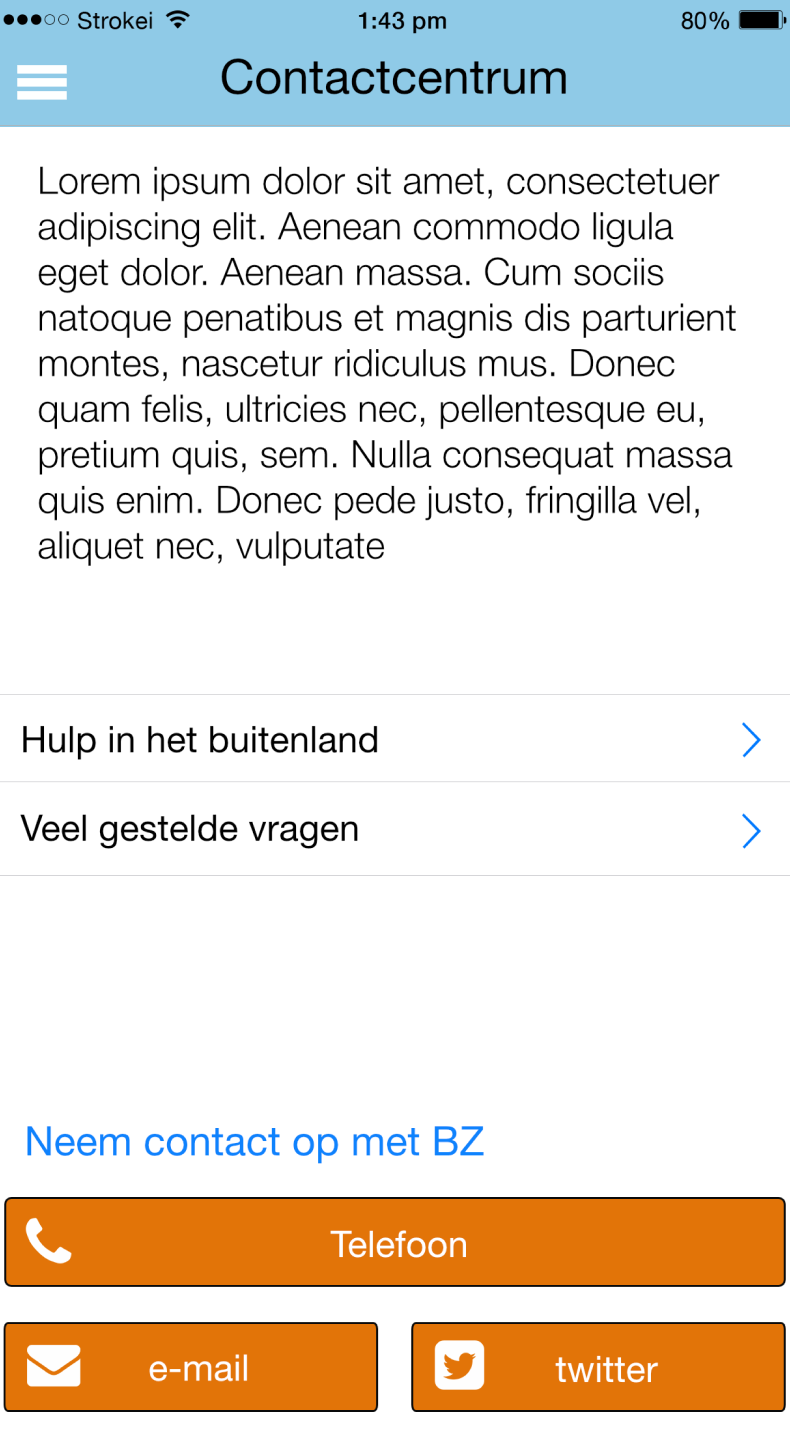 Strokei 1:43 pm 80%
Contactcentrum
Lorem ipsum dolor sit amet, consectetuer
adipiscing elit. Aenean commodo ligula
eget dolor. Aenean massa. Cum sociis
natoque penatibus et magnis dis parturient
montes, nascetur ridiculus mus. Donec
quam felis, ultricies nec, pellentesque eu,
pretium quis, sem. Nulla consequat massa
quis enim. Donec pede justo, fringilla vel,
aliquet nec, vulputate
Hulp in het buitenland
Veel gestelde vragen
Neem contact op met BZ
Telefoon
e-mail twitter